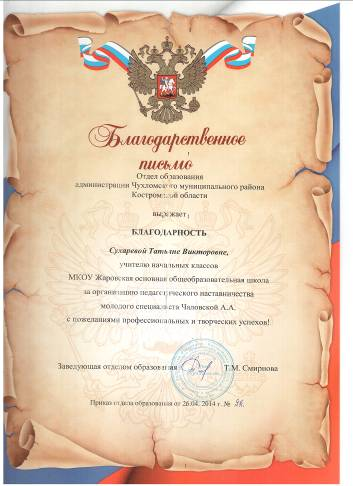 Благодарственное
письмо
Отдел образования
администрации Чухломского муниципального района
Костромской области
выражает
БЛАГОДАРНОСТЬ
Сухаревой Татьяне Викторовне,
учителю начальных классов
МКОУ Жаровская основная общеобразовательная школа
за организацию педагогического наставничества
молодого специалиста Чаловской А.А.
с пожеланиями профессиональных и творческих успехов!
Заведующая отделом образования Т.М. Смирнова
Приказ отдела образования от 26.04. 2014 г. №